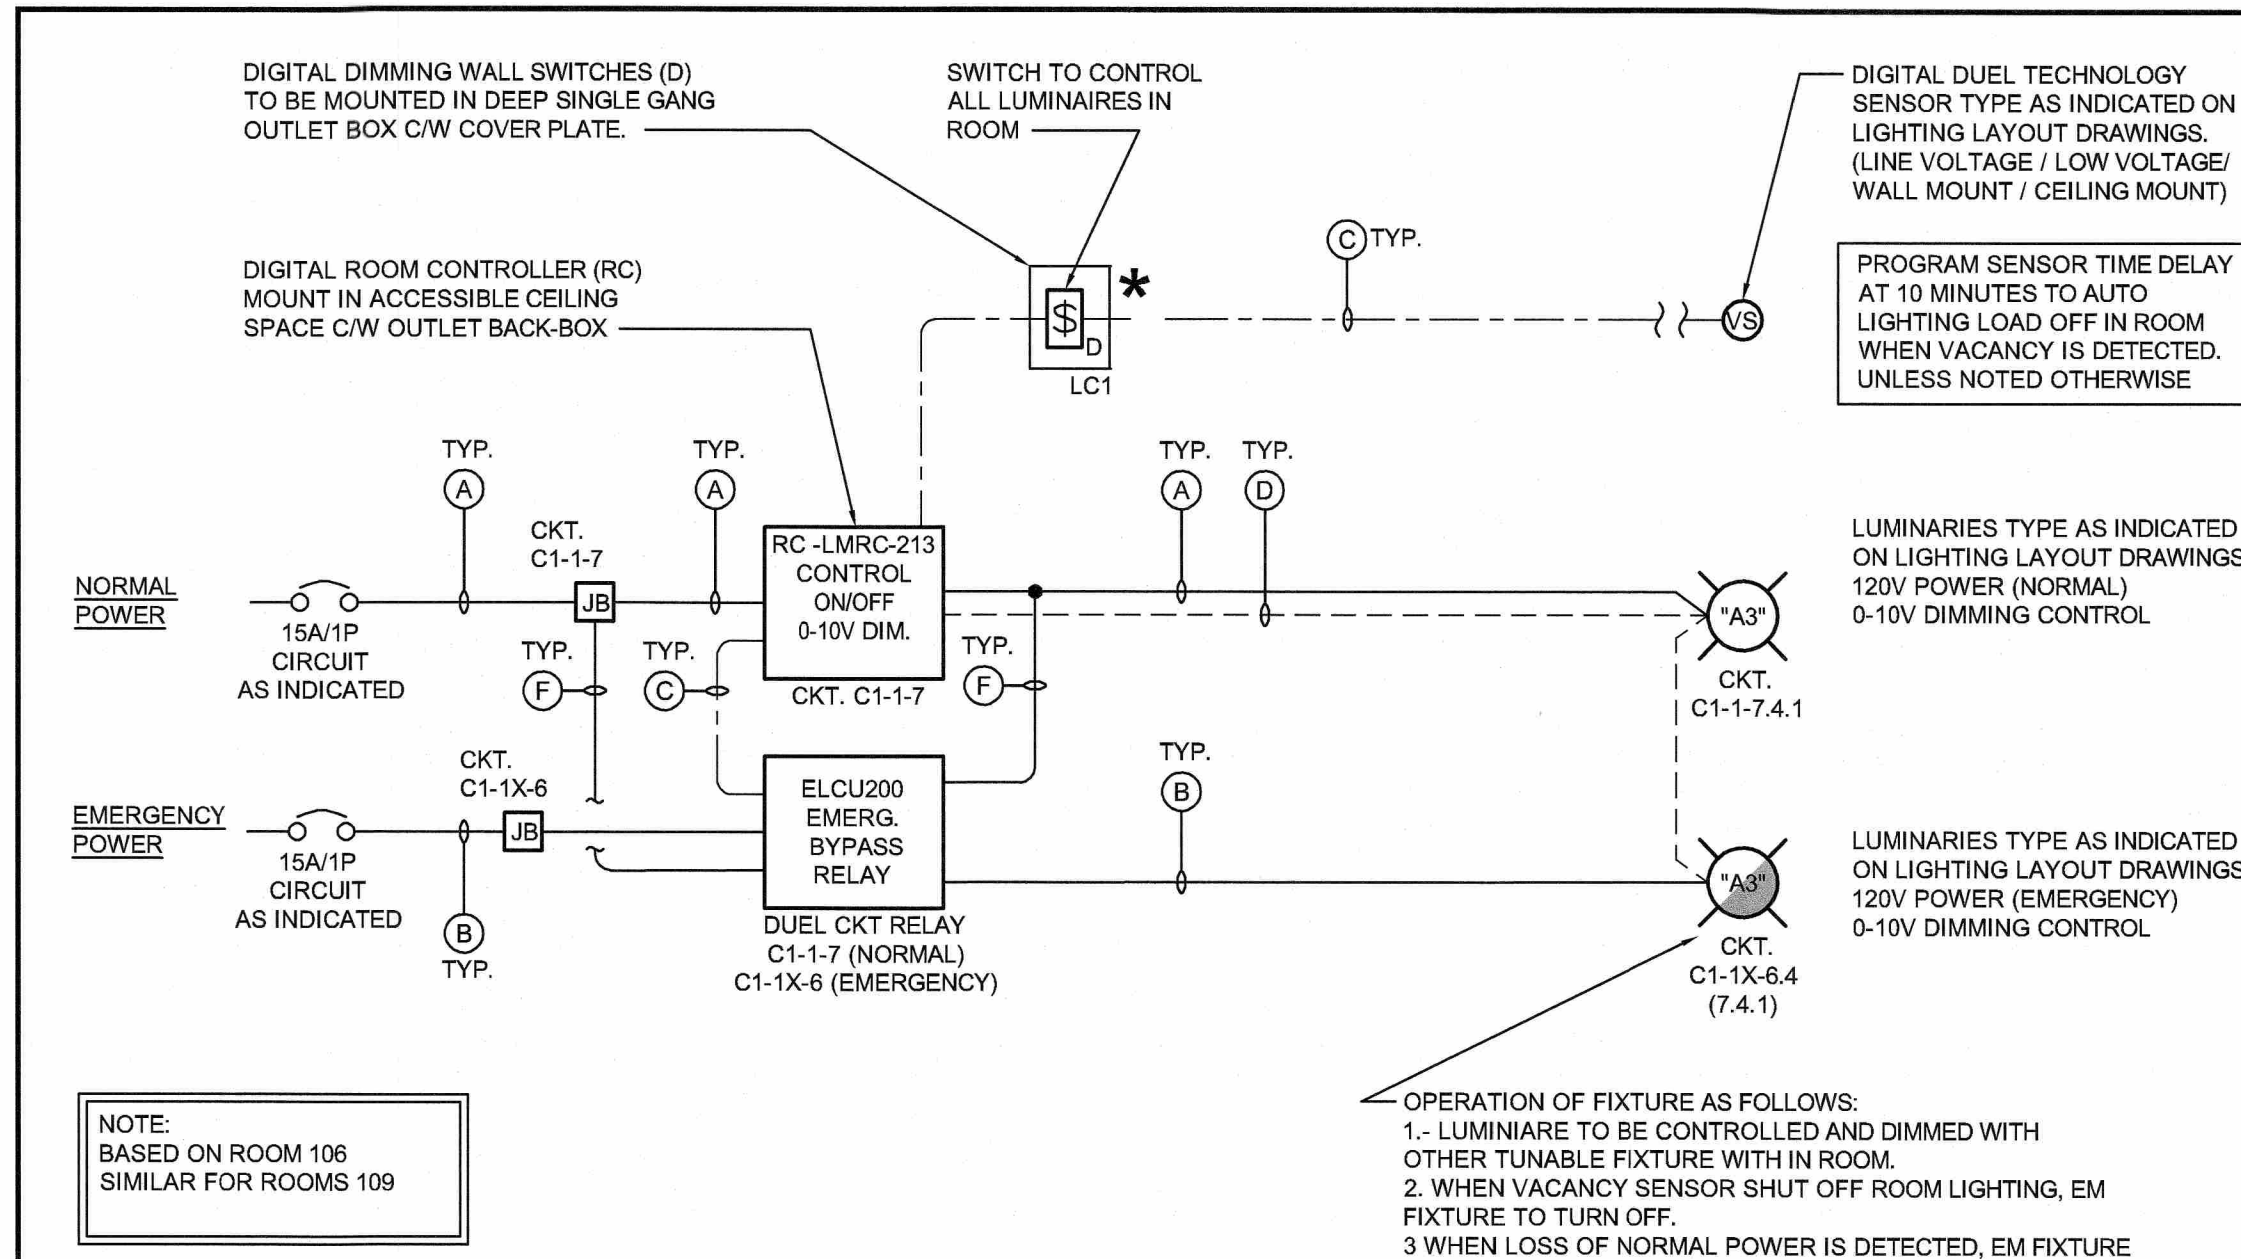 DIGITAL DIMMING WALL SWITCHES (D)
TO BE MOUNTED IN DEEP SINGLE GANG
OUTLET BOX C/W COVER PLATE.
SWITCH TO CONTROL
ALL LUMINAIRES IN
ROOM
DIGITAL DUEL TECHNOLOGY
SENSOR TYPE AS INDICATED ON
LIGHTING LAYOUT DRAWINGS.
(LINE VOLTAGE / LOW VOLTAGE/
WALL MOUNT / CEILING MOUNT)
C TYP.
DIGITAL ROOM CONTROLLER (RC)
MOUNT IN ACCESSIBLE CEILING
SPACE C/W OUTLET BACK-BOX
*
$
D
LC1
VS
PROGRAM SENSOR TIME DELAY
AT 10 MINUTES TO AUTO
LIGHTING LOAD OFF IN ROOM
WHEN VACANCY IS DETECTED.
UNLESS NOTED OTHERWISE
TYP.
A
TYP.
A
TYP.
A
TYP.
D
CKT.
C1-1-7
NORMAL
POWER
15A/1P
CIRCUIT
AS INDICATED
JB
RC -LMRC-213
CONTROL
ON/OFF
0-10V DIM.
CKT. C1-1-7
TYP.
F
TYP.
C
TYP.
F
"A3"
CKT.
C1-1-7.4.1
LUMINARIES TYPE AS INDICATED
ON LIGHTING LAYOUT DRAWINGS
120V POWER (NORMAL)
0-10V DIMMING CONTROL
CKT.
C1-1X-6
EMERGENCY
POWER
15A/1P
CIRCUIT
AS INDICATED
JB
B
TYP.
ELCU200
EMERG.
BYPASS
RELAY
DUEL CKT RELAY
C1-1-7 (NORMAL)
C1-1X-6 (EMERGENCY)
TYP.
B
"A3"
CKT.
C1-1X-6.4
(7.4.1)
LUMINARIES TYPE AS INDICATED
ON LIGHTING LAYOUT DRAWINGS
120V POWER (EMERGENCY)
0-10V DIMMING CONTROL
NOTE:
BASED ON ROOM 106
SIMILAR FOR ROOMS 109
OPERATION OF FIXTURE AS FOLLOWS:
1.- LUMINIARE TO BE CONTROLLED AND DIMMED WITH
OTHER TUNABLE FIXTURE WITH IN ROOM.
2. WHEN VACANCY SENSOR SHUT OFF ROOM LIGHTING, EM
FIXTURE TO TURN OFF.
3 WHEN LOSS OF NORMAL POWER IS DETECTED, EM FIXTURE